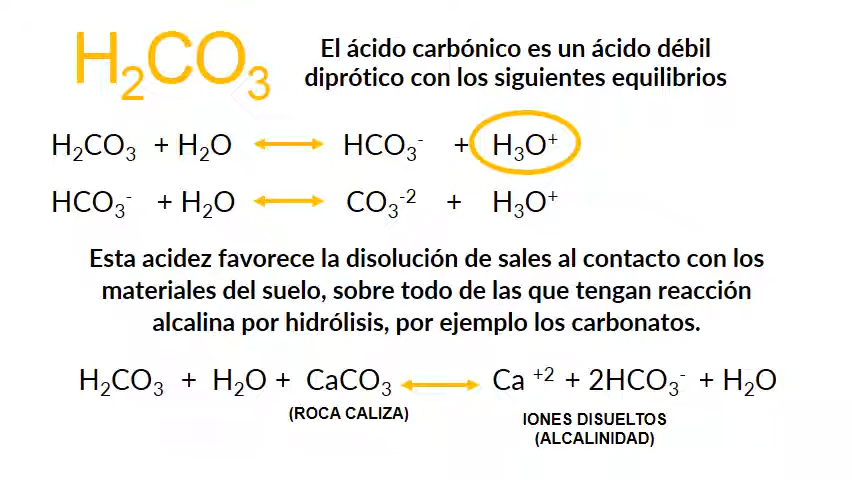 H₂CO₃
El ácido carbónico es un ácido débil
diprótico con los siguientes equilibrios
H₂CO₃ + H₂O ⟷ HCO₃⁻ + H₃O⁺
HCO₃⁻ + H₂O ⟷ CO₃⁻² + H₃O⁺
Esta acidez favorece la disolución de sales al contacto con los
materiales del suelo, sobre todo de las que tengan reacción
alcalina por hidrólisis, por ejemplo los carbonatos.
H₂CO₃ + H₂O + CaCO₃ ⟷ Ca ⁺² + 2HCO₃⁻ + H₂O
(ROCA CALIZA)
IONES DISUELTOS
(ALCALINIDAD)